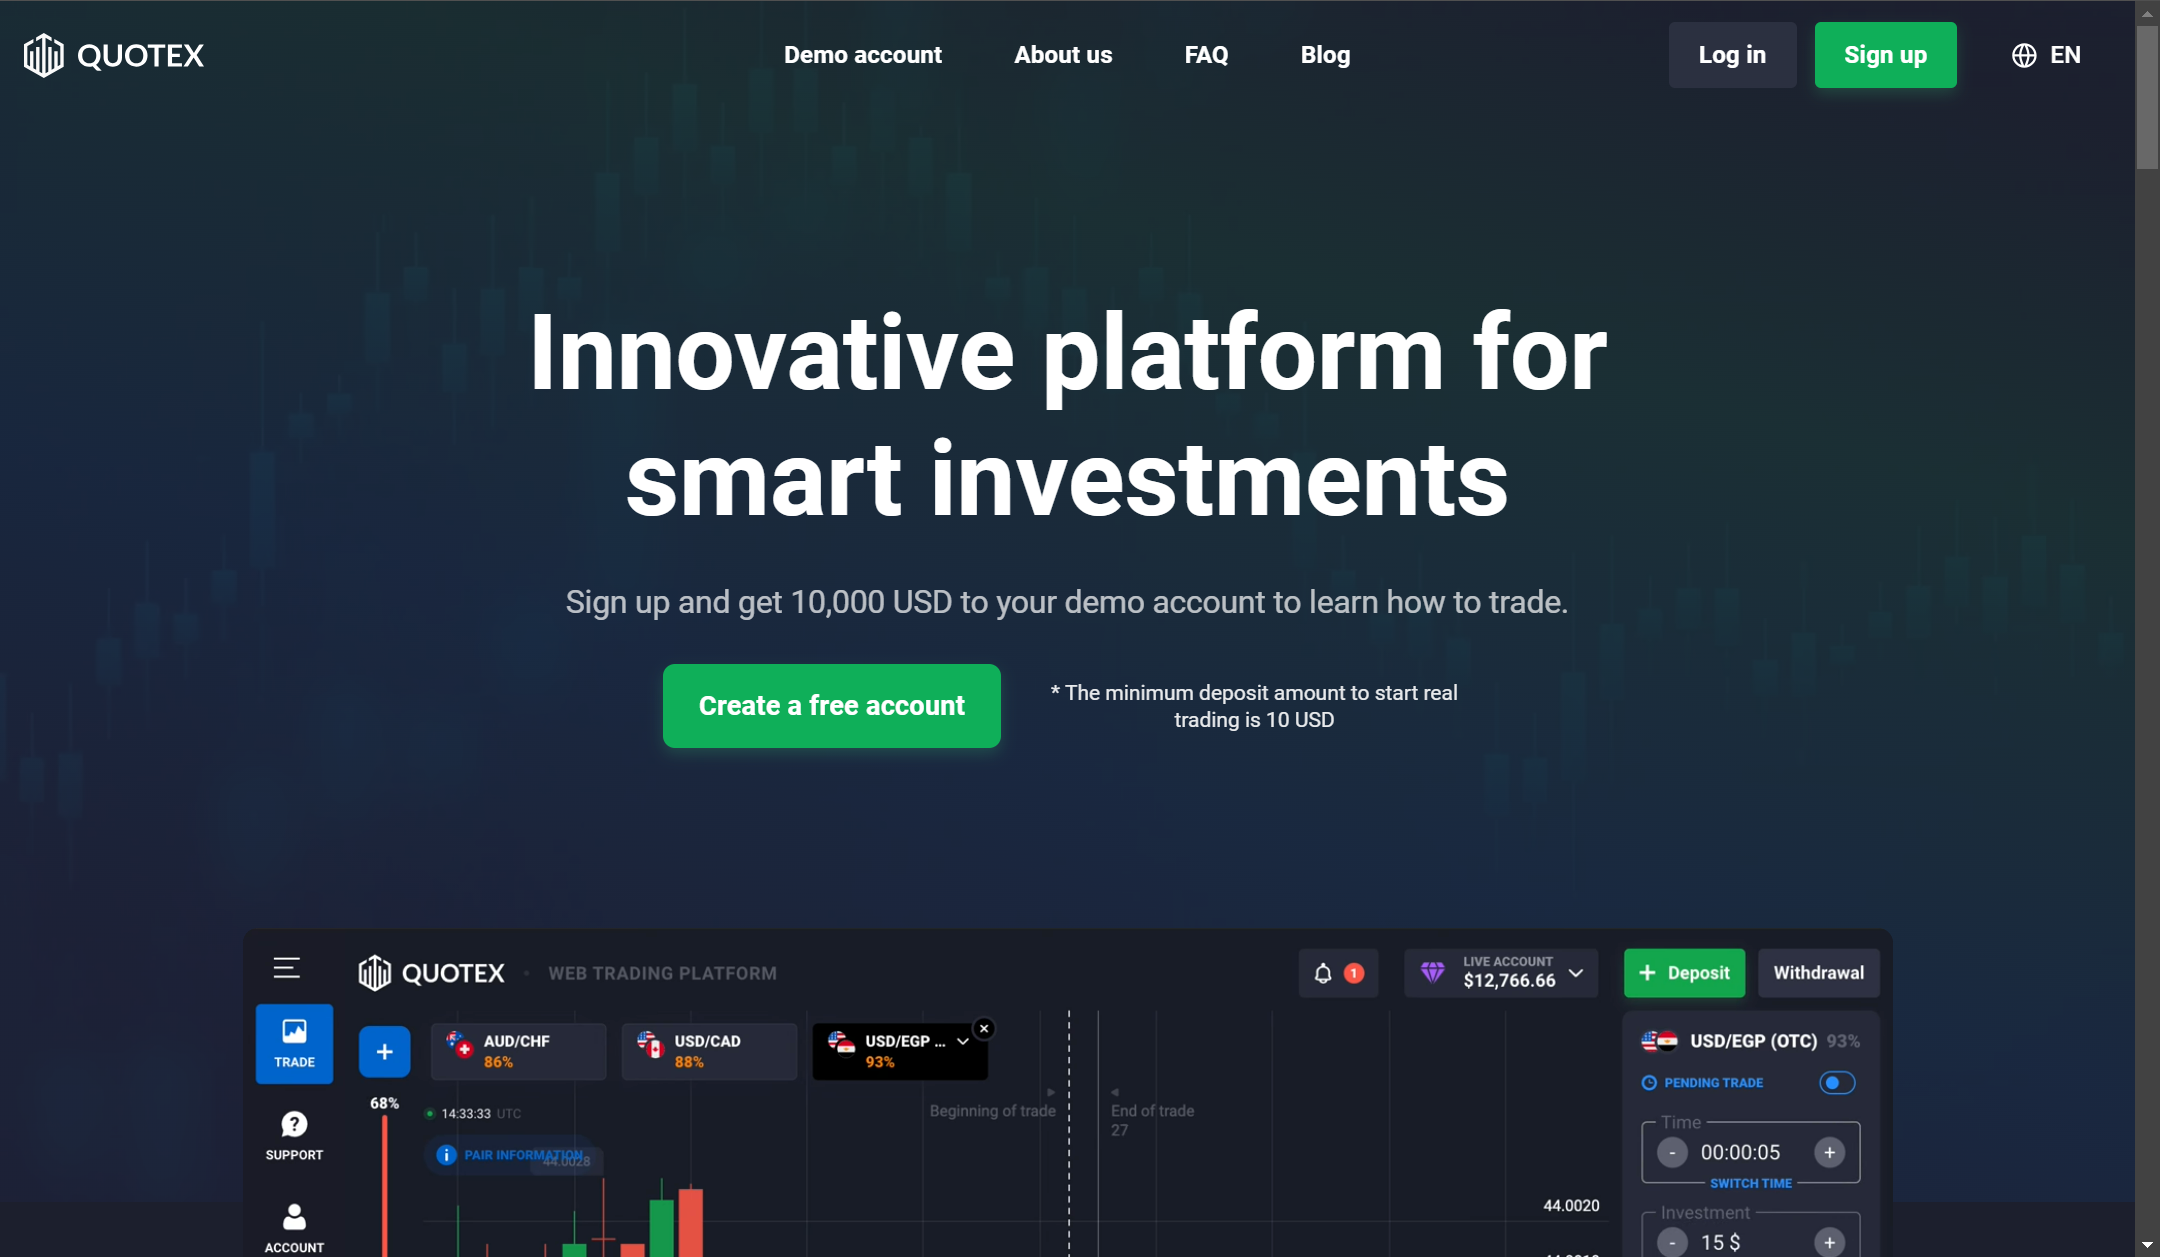 QUOTEX
Demo account
About us
FAQ
Blog
Log in
Sign up
EN
Innovative platform for
smart investments
Sign up and get 10,000 USD to your demo account to learn how to trade.
Create a free account
* The minimum deposit amount to start real
trading is 10 USD
QUOTEX
WEB TRADING PLATFORM
1
LIVE ACCOUNT
$12,766.66
+ Deposit
Withdrawal
TRADE
SUPPORT
ACCOUNT
+
AUD/CHF
86%
USD/CAD
88%
USD/EGP ...
93%
68%
14:33:33 UTC
PAIR INFORMATION
44.0028
Beginning of trade
End of trade
27
44.0020
USD/EGP (OTC) 93%
PENDING TRADE
Time
- 00:00:05 +
SWITCH TIME
Investment
- 15 $ +